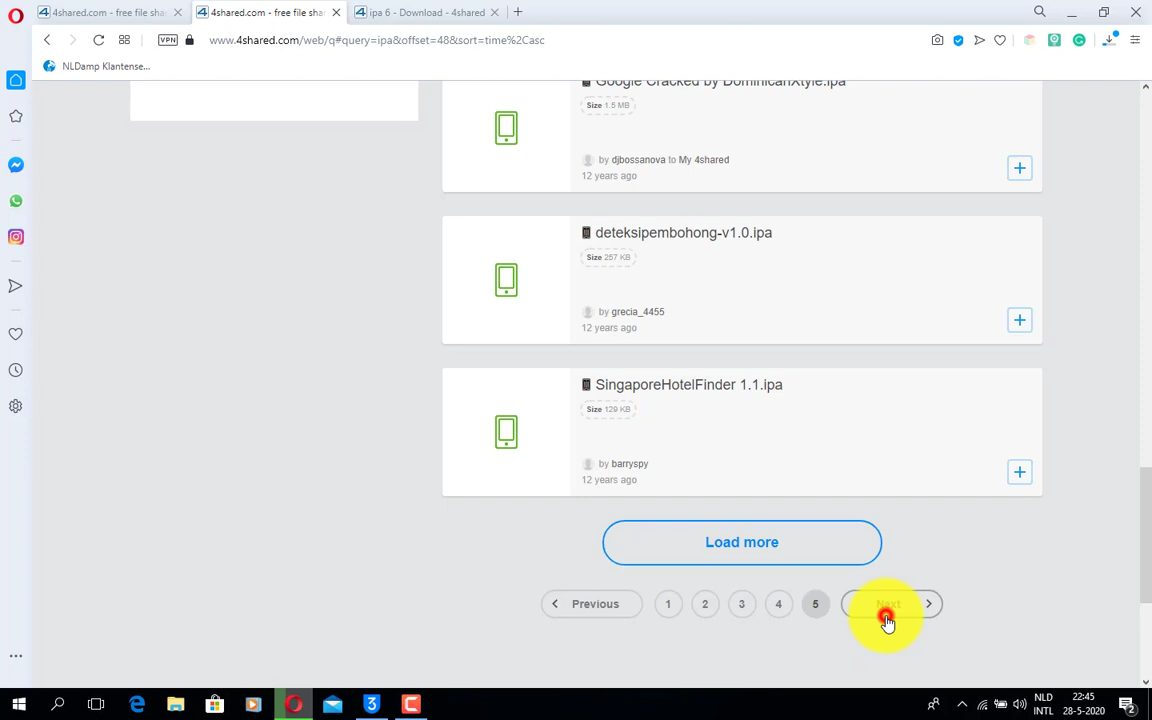 4shared.com - free file shar
4shared.com - free file shar
ipa 6 - Download - 4shared
VPN
www.4shared.com/web/q#query=ipa&offset=48&sort=time%2Casc
NLDamp Klantense...
Google Cracked by DominicanXtyle.ipa
Size 1.5 MB
by djbossanova to My 4shared
12 years ago
deteksipembohong-v1.0.ipa
Size 257 KB
by grecia_4455
12 years ago
SingaporeHotelFinder 1.1.ipa
Size 129 KB
by barryspy
12 years ago
Load more
Previous 1 2 3 4 5 Next
NLD 22:45
INTL 28-5-2020 2